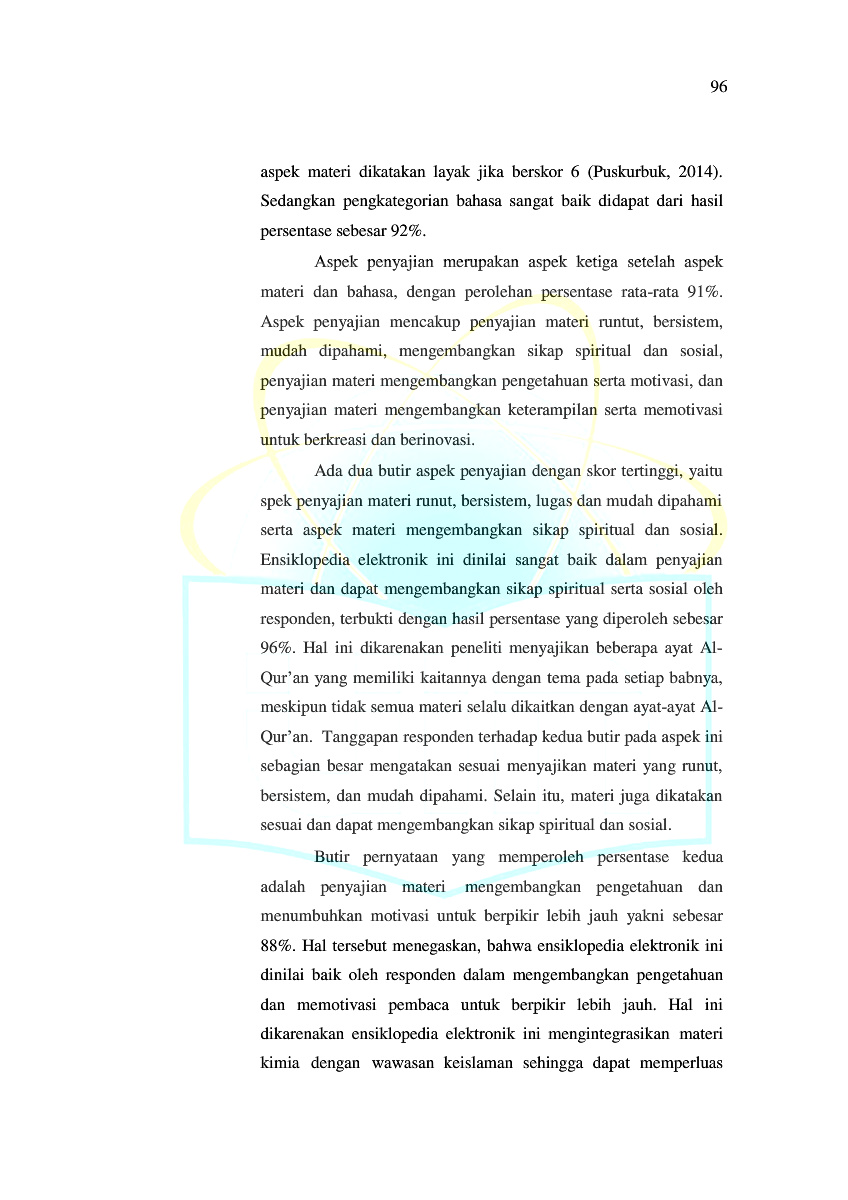 96
aspek materi dikatakan layak jika berskor 6 (Puskurbuk, 2014).
Sedangkan pengkategorian bahasa sangat baik didapat dari hasil
persentase sebesar 92%.
Aspek penyajian merupakan aspek ketiga setelah aspek
materi dan bahasa, dengan perolehan persentase rata-rata 91%.
Aspek penyajian mencakup penyajian materi runtut, bersistem,
mudah dipahami, mengembangkan sikap spiritual dan sosial,
penyajian materi mengembangkan pengetahuan serta motivasi, dan
penyajian materi mengembangkan keterampilan serta memotivasi
untuk berkreasi dan berinovasi.
Ada dua butir aspek penyajian dengan skor tertinggi, yaitu
spek penyajian materi runut, bersistem, lugas dan mudah dipahami
serta aspek materi mengembangkan sikap spiritual dan sosial.
Ensiklopedia elektronik ini dinilai sangat baik dalam penyajian
materi dan dapat mengembangkan sikap spiritual serta sosial oleh
responden, terbukti dengan hasil persentase yang diperoleh sebesar
96%. Hal ini dikarenakan peneliti menyajikan beberapa ayat Al-
Qur’an yang memiliki kaitannya dengan tema pada setiap babnya,
meskipun tidak semua materi selalu dikaitkan dengan ayat-ayat Al-
Qur’an. Tanggapan responden terhadap kedua butir pada aspek ini
sebagian besar mengatakan sesuai menyajikan materi yang runut,
bersistem, dan mudah dipahami. Selain itu, materi juga dikatakan
sesuai dan dapat mengembangkan sikap spiritual dan sosial.
Butir pernyataan yang memperoleh persentase kedua
adalah penyajian materi mengembangkan pengetahuan dan
menumbuhkan motivasi untuk berpikir lebih jauh yakni sebesar
88%. Hal tersebut menegaskan, bahwa ensiklopedia elektronik ini
dinilai baik oleh responden dalam mengembangkan pengetahuan
dan memotivasi pembaca untuk berpikir lebih jauh. Hal ini
dikarenakan ensiklopedia elektronik ini mengintegrasikan materi
kimia dengan wawasan keislaman sehingga dapat memperluas